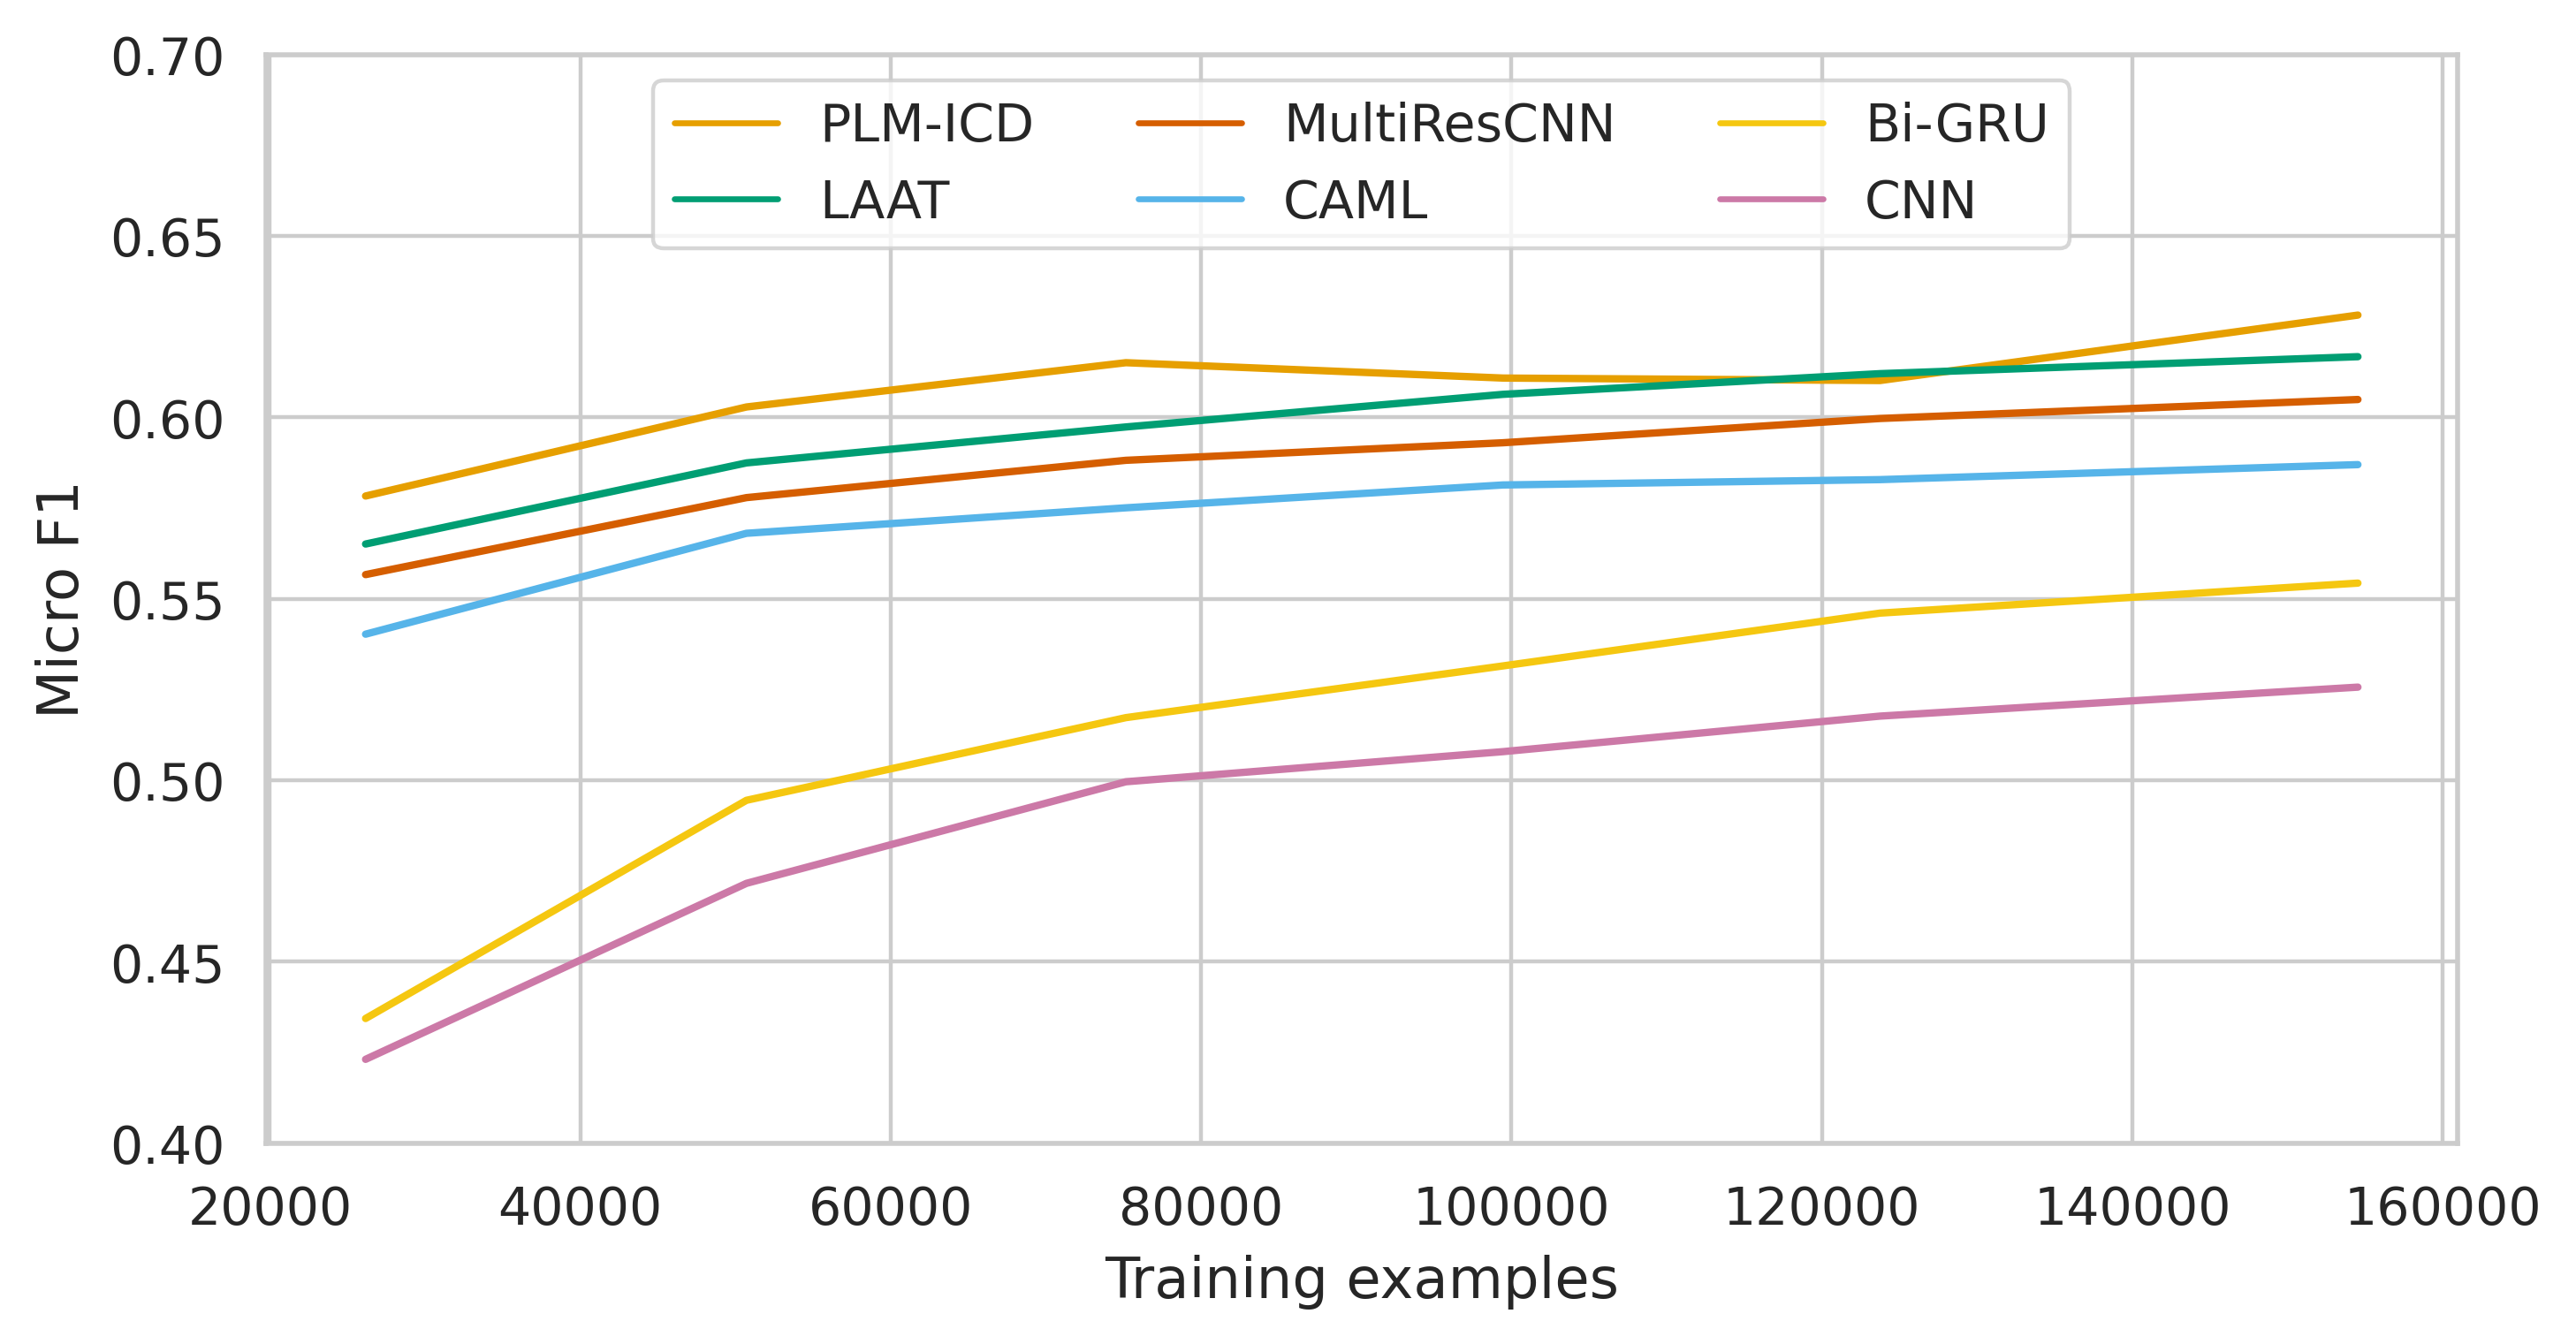 0.70
0.65
0.60
0.55
0.50
0.45
0.40
Micro F1
PLM-ICD
LAAT
MultiResCNN
CAML
Bi-GRU
CNN
20000 40000 60000 80000 100000 120000 140000 160000
Training examples